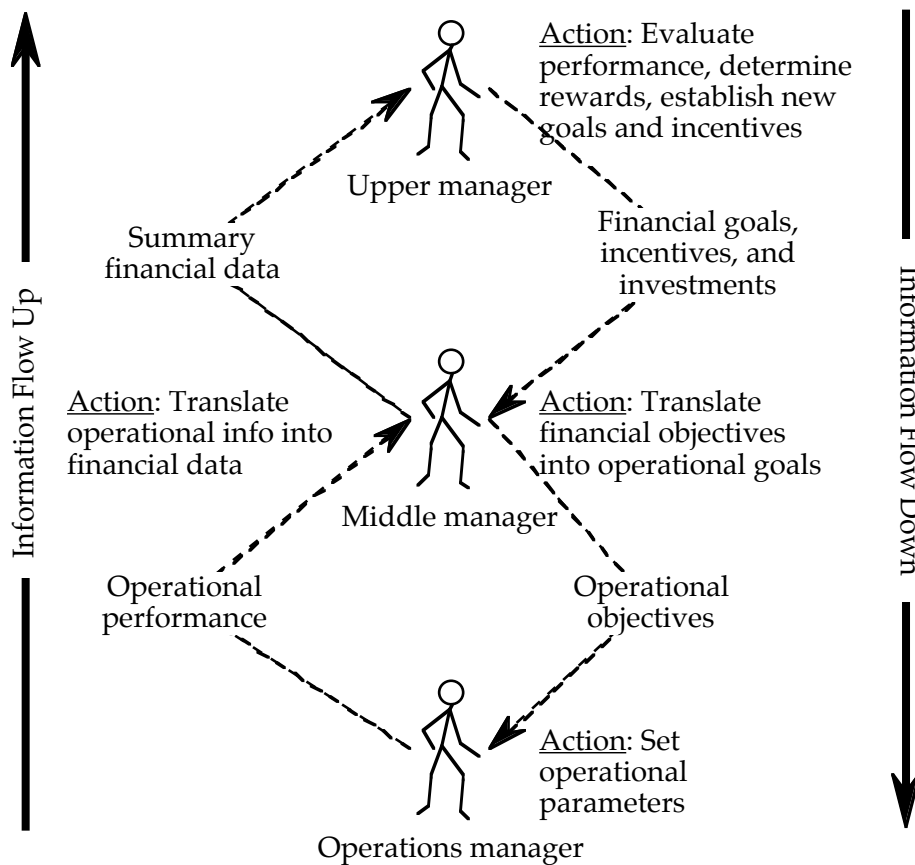 Action: Evaluate
performance, determine
rewards, establish new
goals and incentives
Upper manager
Summary
financial data
Financial goals,
incentives, and
investments
Information Flow Up
Information Flow Down
Action: Translate
operational info into
financial data
Action: Translate
financial objectives
into operational goals
Middle manager
Operational
performance
Operational
objectives
Action: Set
operational
parameters
Operations manager